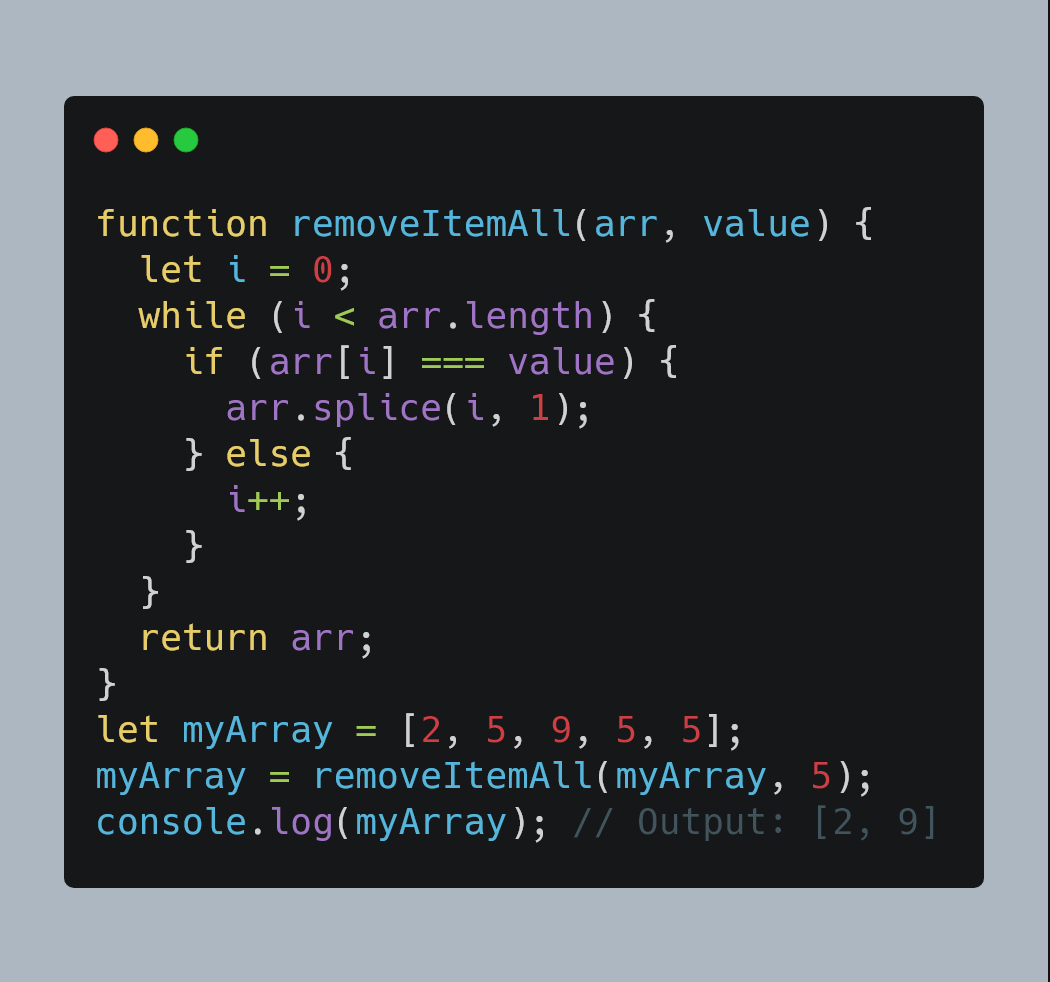 function removeItemAll(arr, value) {
  let i = 0;
  while (i < arr.length) {
    if (arr[i] === value) {
      arr.splice(i, 1);
    } else {
      i++;
    }
  }
  return arr;
}
let myArray = [2, 5, 9, 5, 5];
myArray = removeItemAll(myArray, 5);
console.log(myArray); // Output: [2, 9]